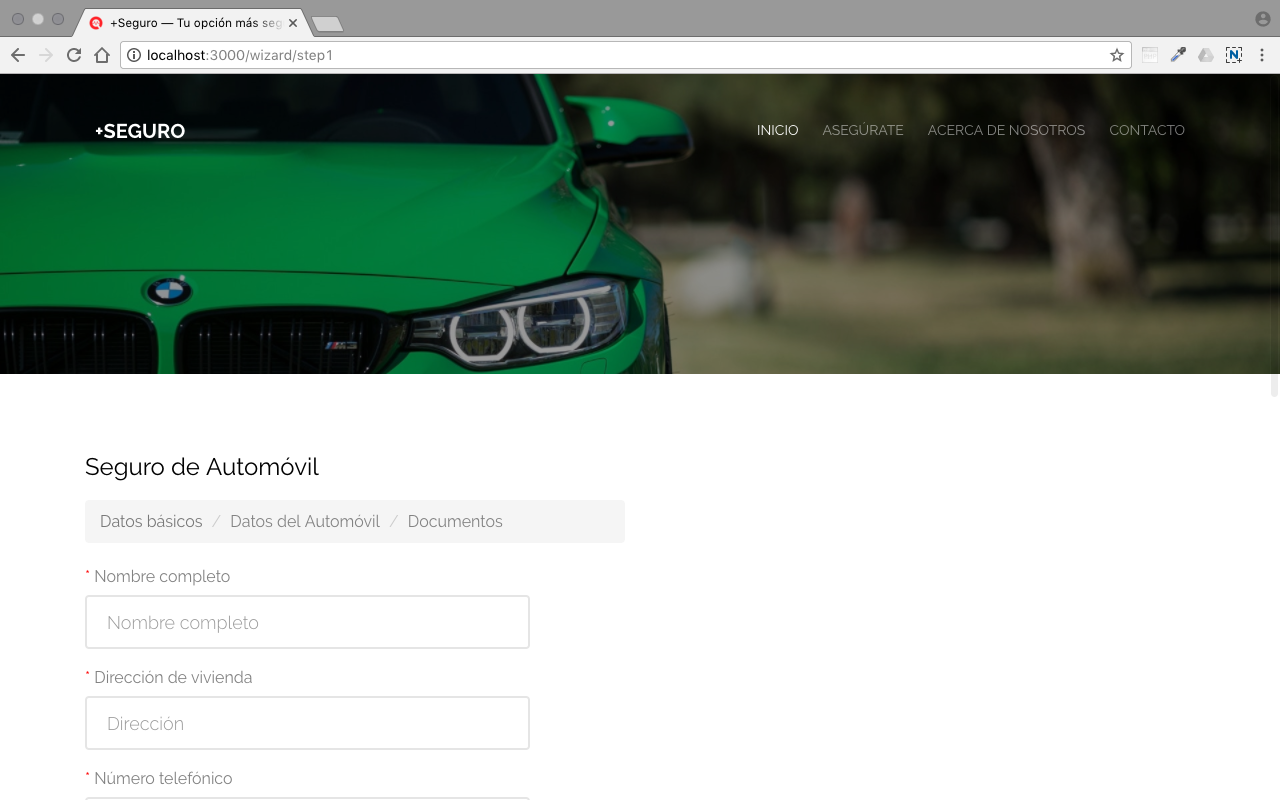 +Seguro — Tu opción más seg
localhost:3000/wizard/step1
+SEGURO
INICIO ASEGÚRATE ACERCA DE NOSOTROS CONTACTO
M3
Seguro de Automóvil
Datos básicos / Datos del Automóvil / Documentos
* Nombre completo
Nombre completo
* Dirección de vivienda
Dirección
* Número telefónico